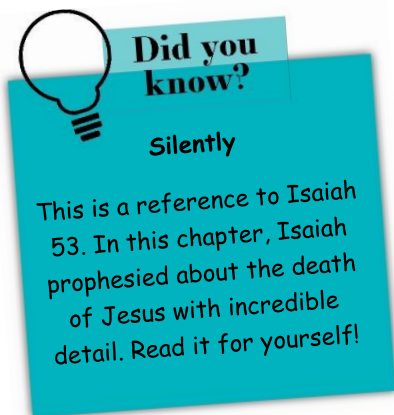 Did you
know?
Silently
This is a reference to Isaiah
53. In this chapter, Isaiah
prophesied about the death
of Jesus with incredible
detail. Read it for yourself!